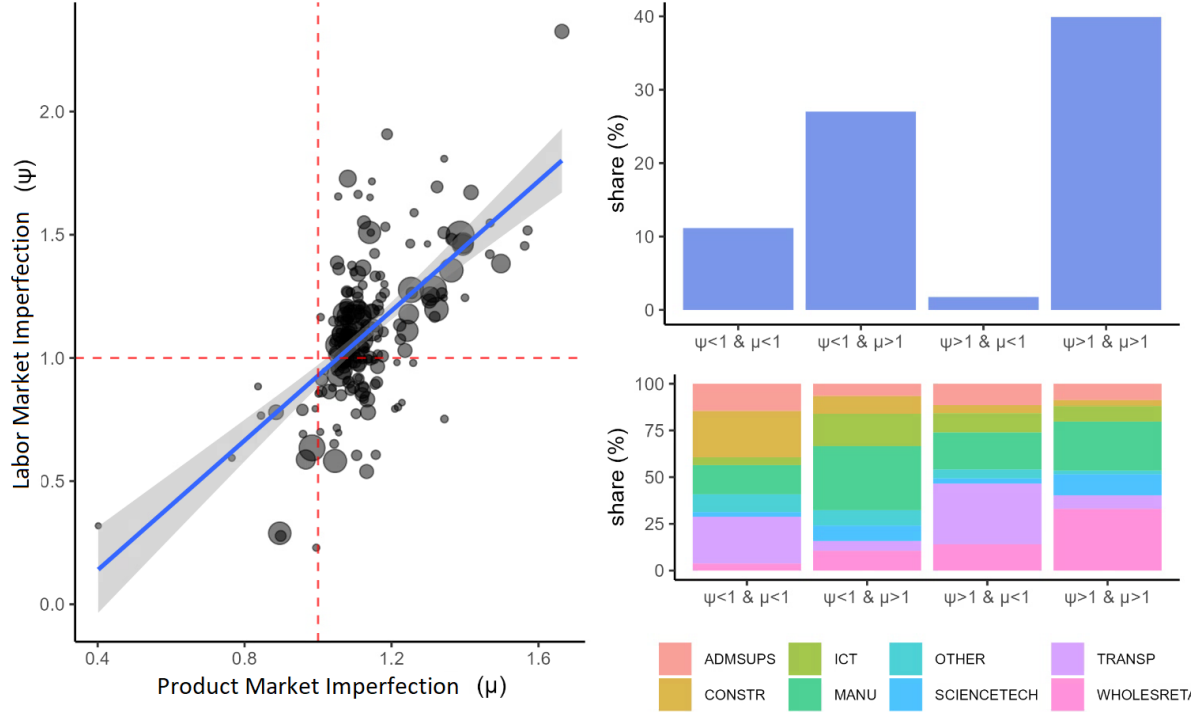 Labor Market Imperfection (ψ)
2.0
1.5
1.0
0.5
0.0
0.4 0.8 1.2 1.6
Product Market Imperfection (μ)
share (%)
40
30
20
10
0
ψ<1 & μ<1 ψ<1 & μ>1 ψ>1 & μ<1 ψ>1 & μ>1
share (%)
100
75
50
25
0
ψ<1 & μ<1 ψ<1 & μ>1 ψ>1 & μ<1 ψ>1 & μ>1
ADMSUPS ICT OTHER TRANSP
CONSTR MANU SCIENCETECH WHOLESRETA